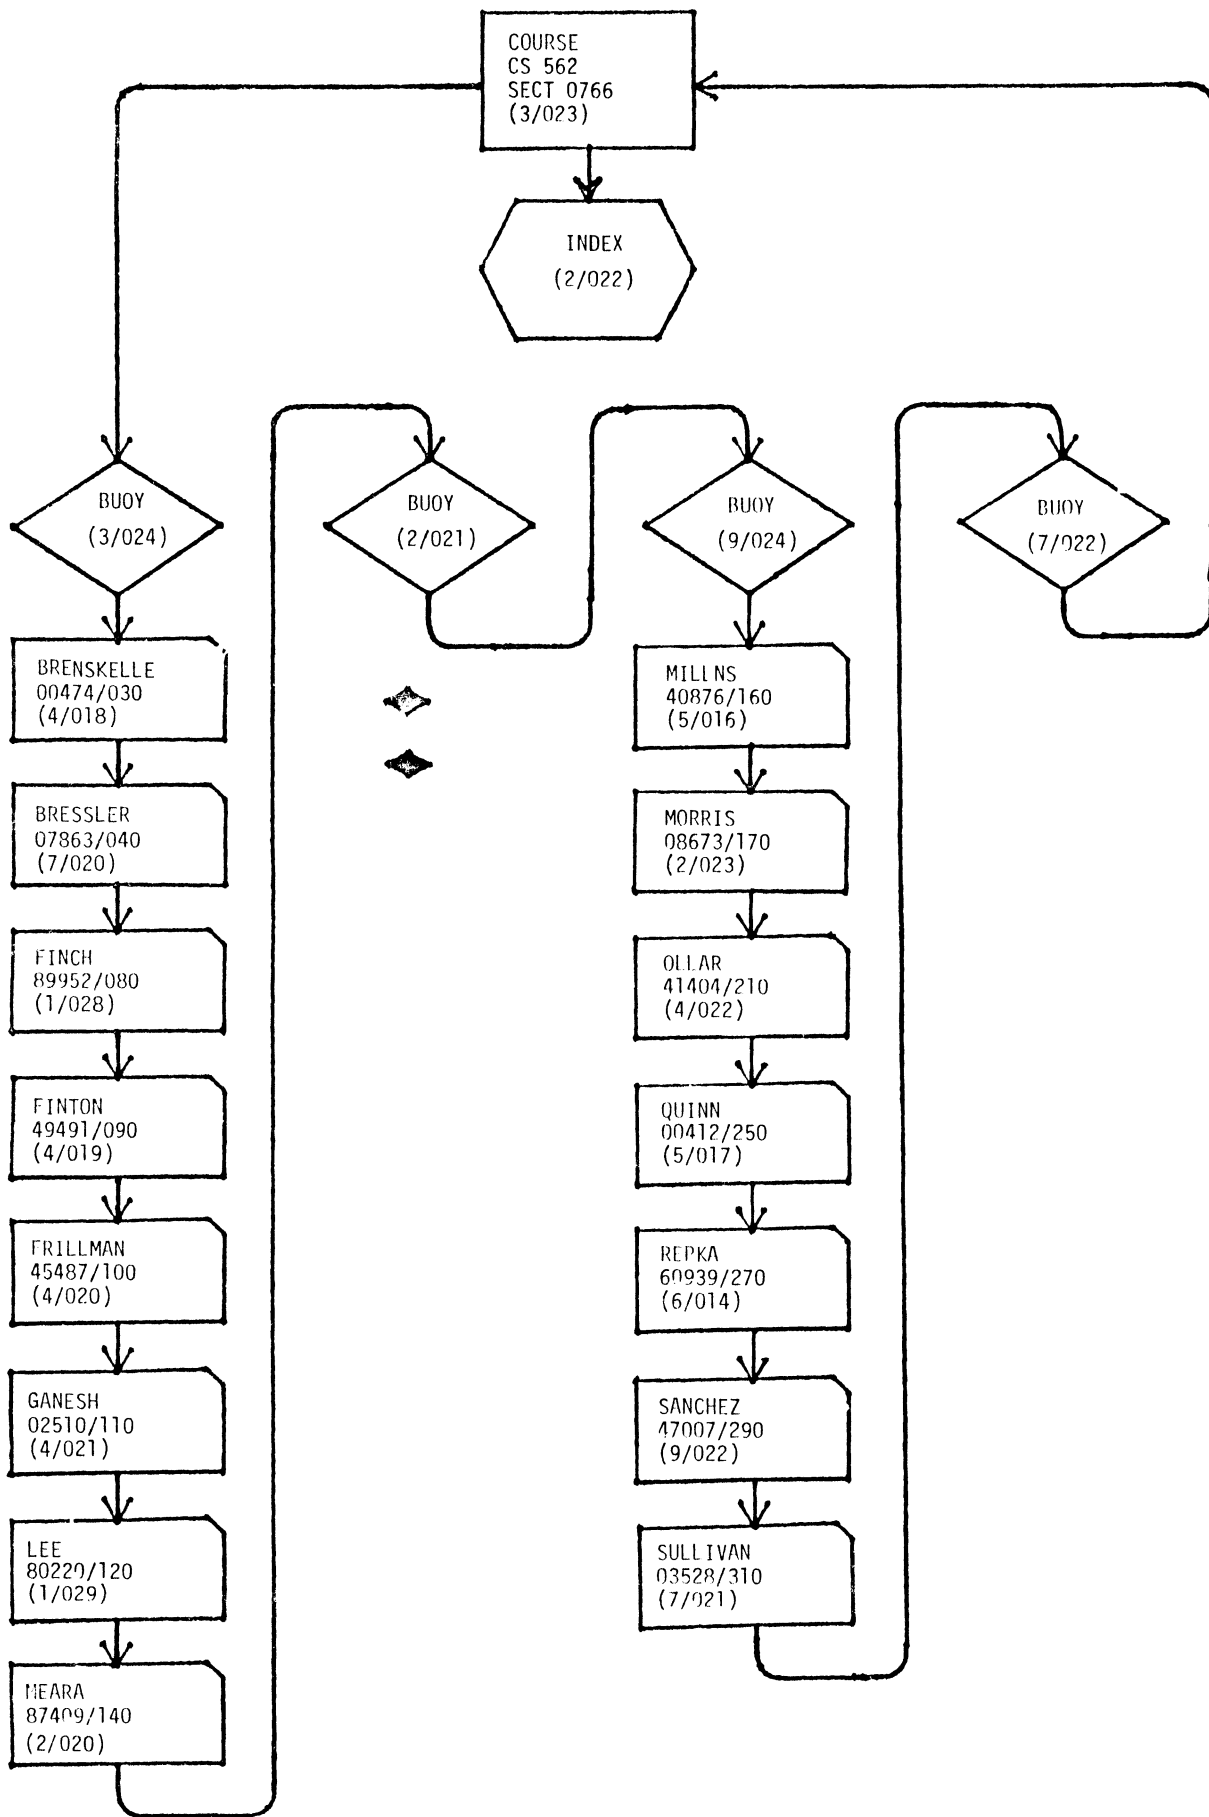 COURSE
CS 562
SECT 0766
(3/023)
INDEX
(2/022)
BUOY
(3/024)
BUOY
(2/021)
BUOY
(9/024)
BUOY
(7/022)
BRENSKELLE
00474/030
(4/018)
BRESSLER
07863/040
(7/020)
FINCH
89952/080
(1/028)
FINTON
49491/090
(4/019)
FRILLMAN
45487/100
(4/020)
GANESH
02510/110
(4/021)
LEE
80220/120
(1/029)
MEARA
87409/140
(2/020)
MILLNS
40876/160
(5/016)
MORRIS
08673/170
(2/023)
OLLAR
41404/210
(4/022)
QUINN
00412/250
(5/017)
REPKA
60939/270
(6/014)
SANCHEZ
47007/290
(9/022)
SULLIVAN
03528/310
(7/021)